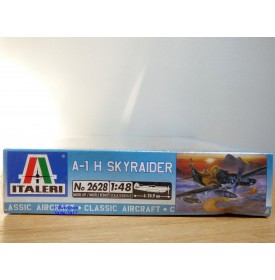 A-1 H SKYRAIDER
No 2628 1:48
ITALERI
ASSIC AIRCRAFT • CLASSIC AIRCRAFT • C